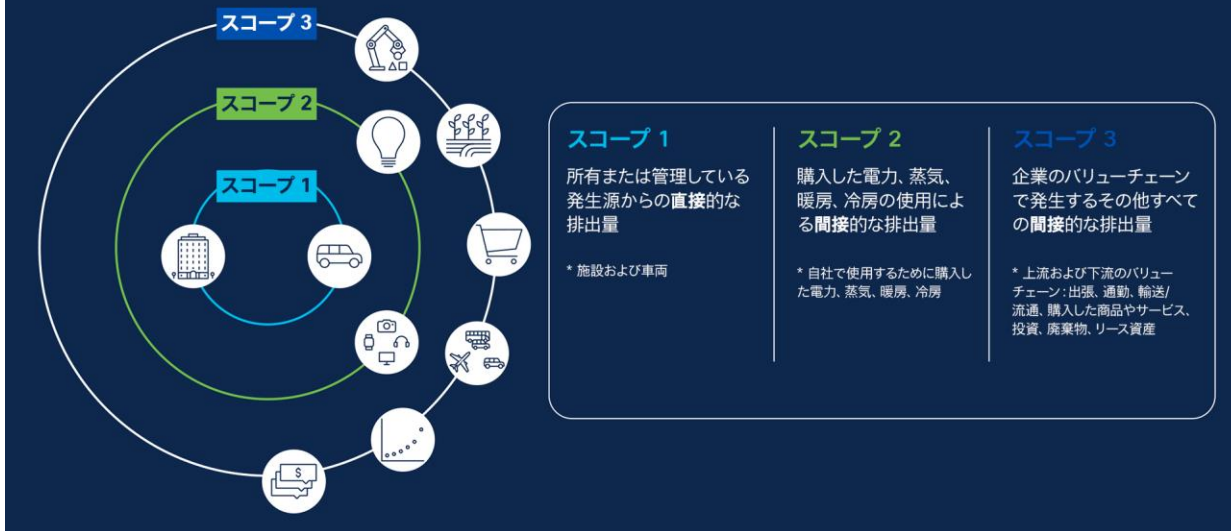 スコープ 3
スコープ 2
スコープ 1
$
スコープ 1
所有または管理している
発生源からの直接的な
排出量
* 施設および車両
スコープ 2
購入した電力、蒸気、
暖房、冷房の使用によ
る間接的な排出量
* 自社で使用するために購入し
た電力、蒸気、暖房、冷房
スコープ 3
企業のバリューチェーン
で発生するその他すべて
の間接的な排出量
* 上流および下流のバリュー
チェーン:出張、通勤、輸送/
流通、購入した商品やサービス、
投資、廃棄物、リース資産